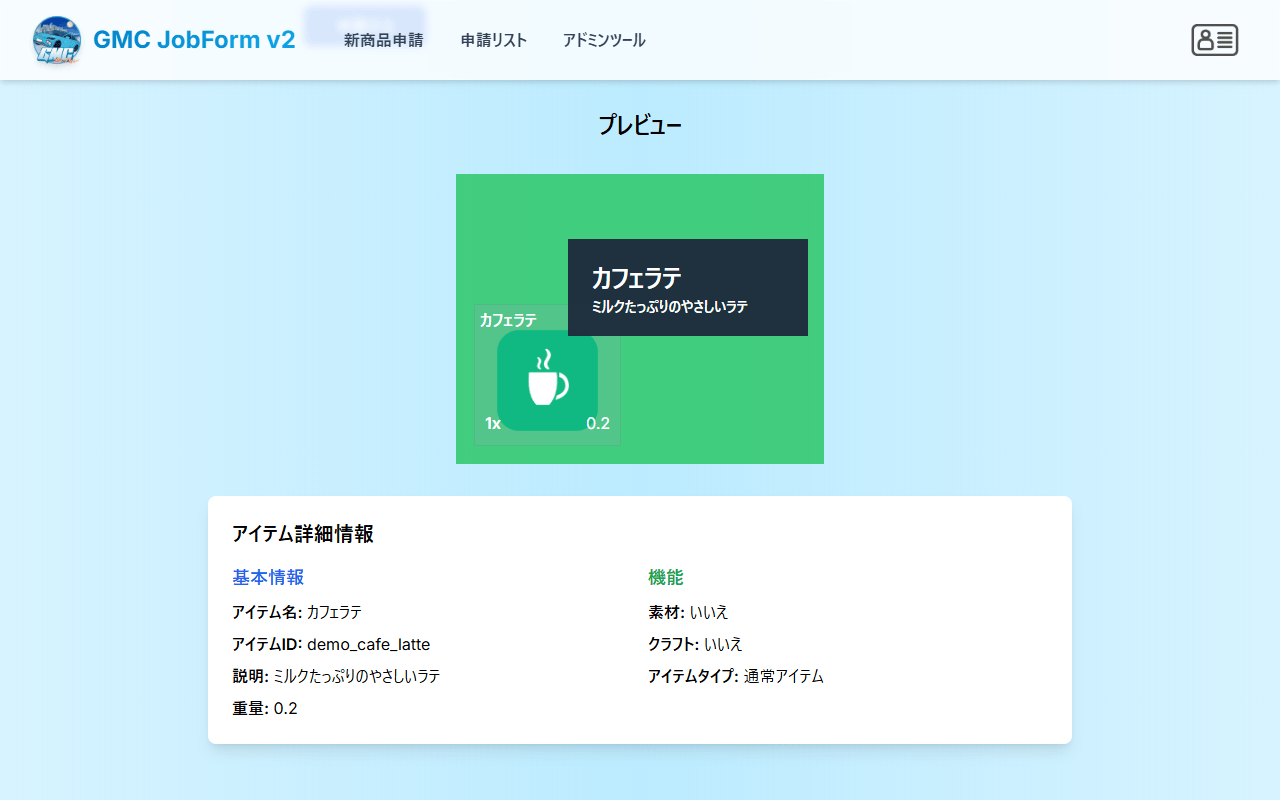 GMC JobForm v2
新商品申請
申請リスト
アドミンツール
プレビュー
カフェラテ
ミルクたっぷりのやさしいラテ
カフェラテ
1x
0.2
アイテム詳細情報
基本情報
アイテム名: カフェラテ
アイテムID: demo_cafe_latte
説明: ミルクたっぷりのやさしいラテ
重量: 0.2
機能
素材: いいえ
クラフト: いいえ
アイテムタイプ: 通常アイテム